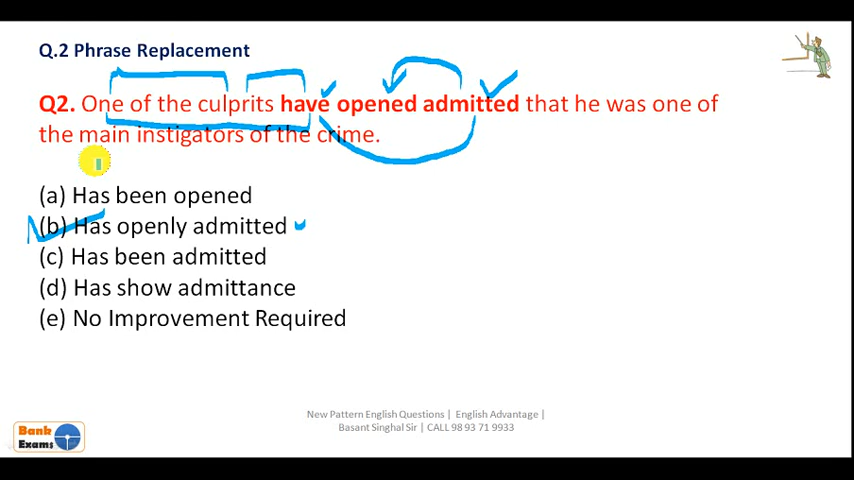 Q.2 Phrase Replacement
Q2. One of the culprits have opened admitted that he was one of
the main instigators of the crime.
(a) Has been opened
(b) Has openly admitted
(c) Has been admitted
(d) Has show admittance
(e) No Improvement Required
New Pattern English Questions | English Advantage |
Basant Singhal Sir | CALL 98 93 71 9933
Bank
Exams